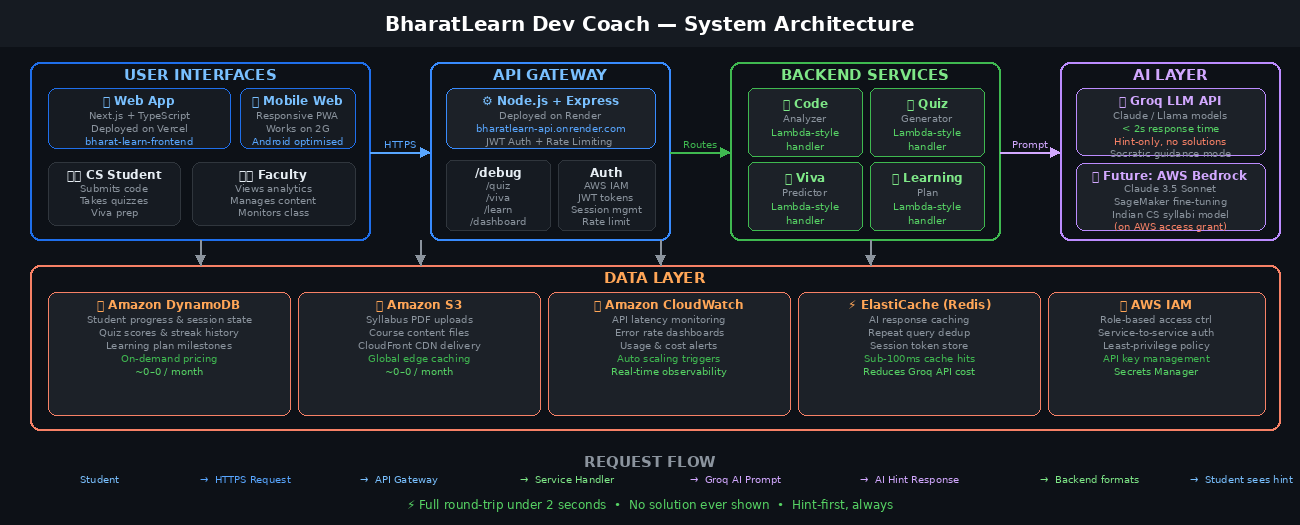 BharatLearn Dev Coach — System Architecture
USER INTERFACES
Web App
Next.js + TypeScript
Deployed on Vercel
bharat-learn-frontend
Mobile Web
Responsive PWA
Works on 2G
Android optimised
CS Student
Submits code
Takes quizzes
Viva prep
Faculty
Views analytics
Manages content
Monitors class
HTTPS
API GATEWAY
⚙ Node.js + Express
Deployed on Render
bharatlearn-api.onrender.com
JWT Auth + Rate Limiting
/debug
/quiz
/viva
/learn
/dashboard
Auth
AWS IAM
JWT tokens
Session mgmt
Rate limit
Routes
BACKEND SERVICES
Code
Analyzer
Lambda-style
handler
Quiz
Generator
Lambda-style
handler
Viva
Predictor
Lambda-style
handler
Learning
Plan
Lambda-style
handler
Prompt
AI LAYER
Groq LLM API
Claude / Llama models
< 2s response time
Hint-only, no solutions
Socratic guidance mode
Future: AWS Bedrock
Claude 3.5 Sonnet
SageMaker fine-tuning
Indian CS syllabi model
(on AWS access grant)
DATA LAYER
Amazon DynamoDB
Student progress & session state
Quiz scores & streak history
Learning plan milestones
On-demand pricing
~0–0 / month
Amazon S3
Syllabus PDF uploads
Course content files
CloudFront CDN delivery
Global edge caching
~0–0 / month
Amazon CloudWatch
API latency monitoring
Error rate dashboards
Usage & cost alerts
Auto scaling triggers
Real-time observability
⚡ ElastiCache (Redis)
AI response caching
Repeat query dedup
Session token store
Sub-100ms cache hits
Reduces Groq API cost
AWS IAM
Role-based access ctrl
Service-to-service auth
Least-privilege policy
API key management
Secrets Manager
REQUEST FLOW
Student → HTTPS Request → API Gateway → Service Handler → Groq AI Prompt → AI Hint Response → Backend formats → Student sees hint
⚡ Full round-trip under 2 seconds • No solution ever shown • Hint-first, always